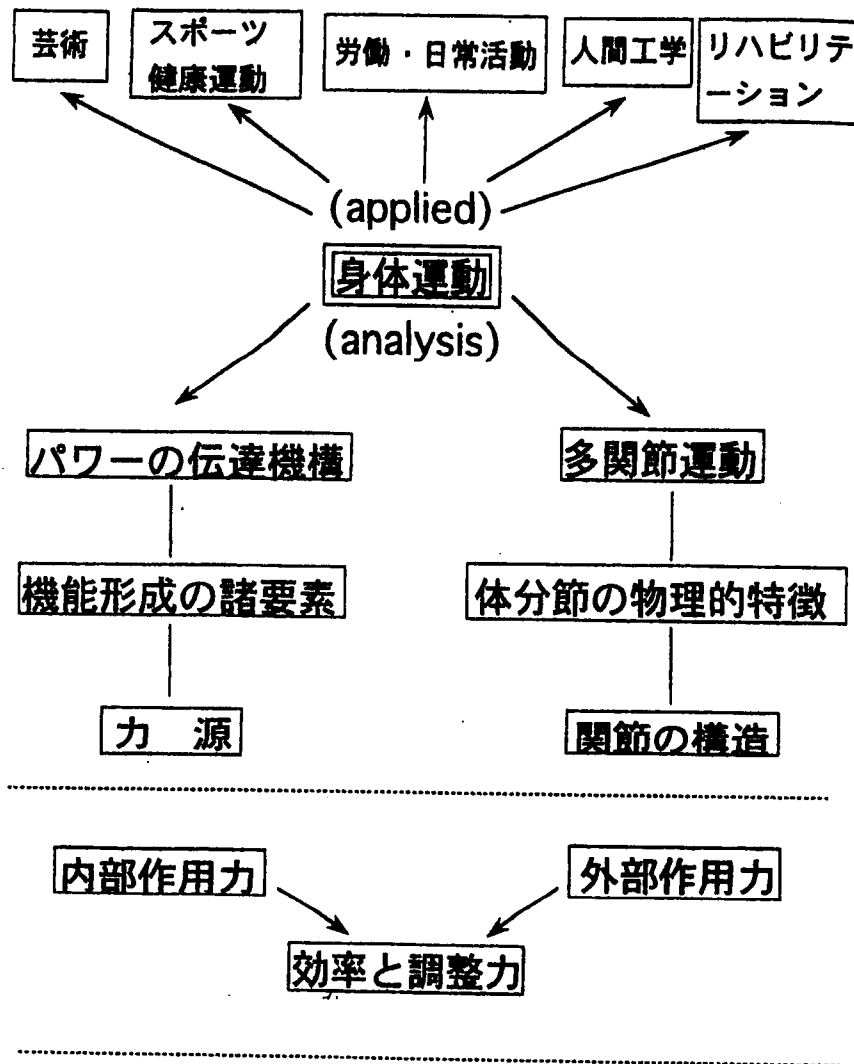 芸術
スポーツ
健康運動
労働・日常活動
人間工学
リハビリテ
ーション
(applied)
身体運動
(analysis)
パワーの伝達機構
多関節運動
機能形成の諸要素
体分節の物理的特徴
力 源
関節の構造
内部作用力
外部作用力
効率と調整力